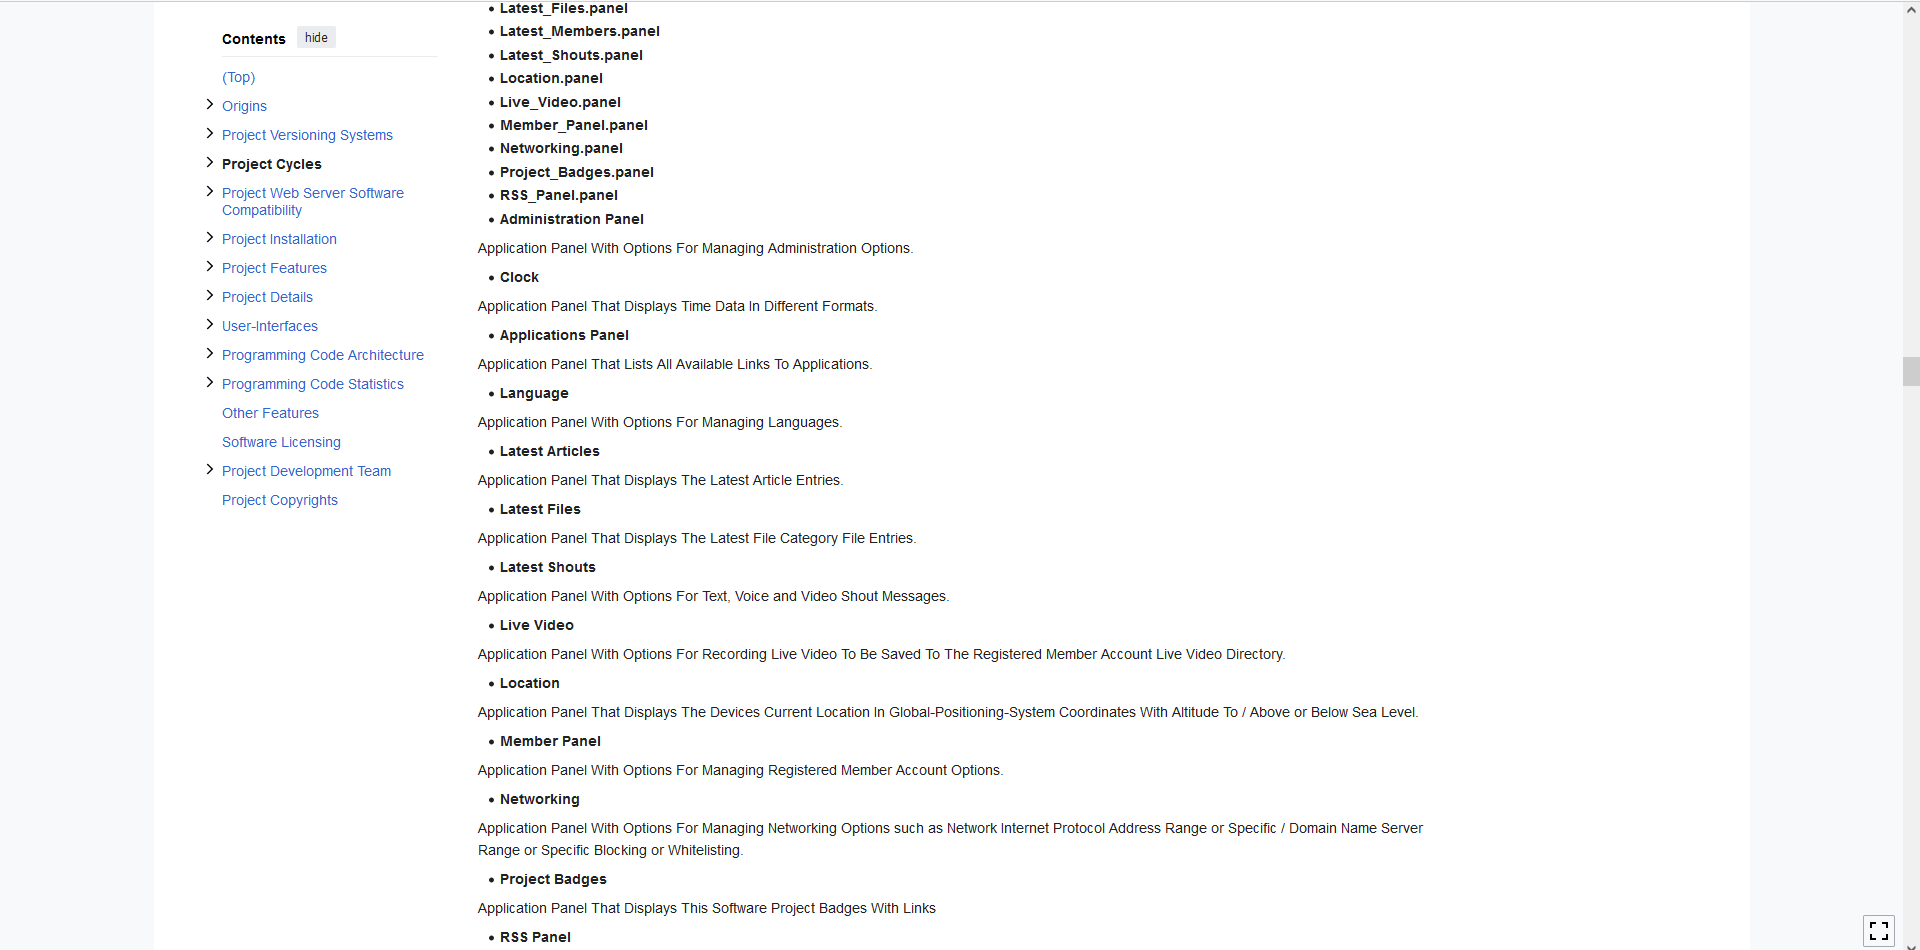 Contents hide
(Top)
Origins
Project Versioning Systems
Project Cycles
Project Web Server Software
Compatibility
Project Installation
Project Features
Project Details
User-Interfaces
Programming Code Architecture
Programming Code Statistics
Other Features
Software Licensing
Project Development Team
Project Copyrights
• Latest_Files.panel
• Latest_Members.panel
• Latest_Shouts.panel
• Location.panel
• Live_Video.panel
• Member_Panel.panel
• Networking.panel
• Project_Badges.panel
• RSS_Panel.panel
• Administration Panel
Application Panel With Options For Managing Administration Options.
• Clock
Application Panel That Displays Time Data In Different Formats.
• Applications Panel
Application Panel That Lists All Available Links To Applications.
• Language
Application Panel With Options For Managing Languages.
• Latest Articles
Application Panel That Displays The Latest Article Entries.
• Latest Files
Application Panel That Displays The Latest File Category File Entries.
• Latest Shouts
Application Panel With Options For Text, Voice and Video Shout Messages.
• Live Video
Application Panel With Options For Recording Live Video To Be Saved To The Registered Member Account Live Video Directory.
• Location
Application Panel That Displays The Devices Current Location In Global-Positioning-System Coordinates With Altitude To / Above or Below Sea Level.
• Member Panel
Application Panel With Options For Managing Registered Member Account Options.
• Networking
Application Panel With Options For Managing Networking Options such as Network Internet Protocol Address Range or Specific / Domain Name Server
Range or Specific Blocking or Whitelisting.
• Project Badges
Application Panel That Displays This Software Project Badges With Links
• RSS Panel